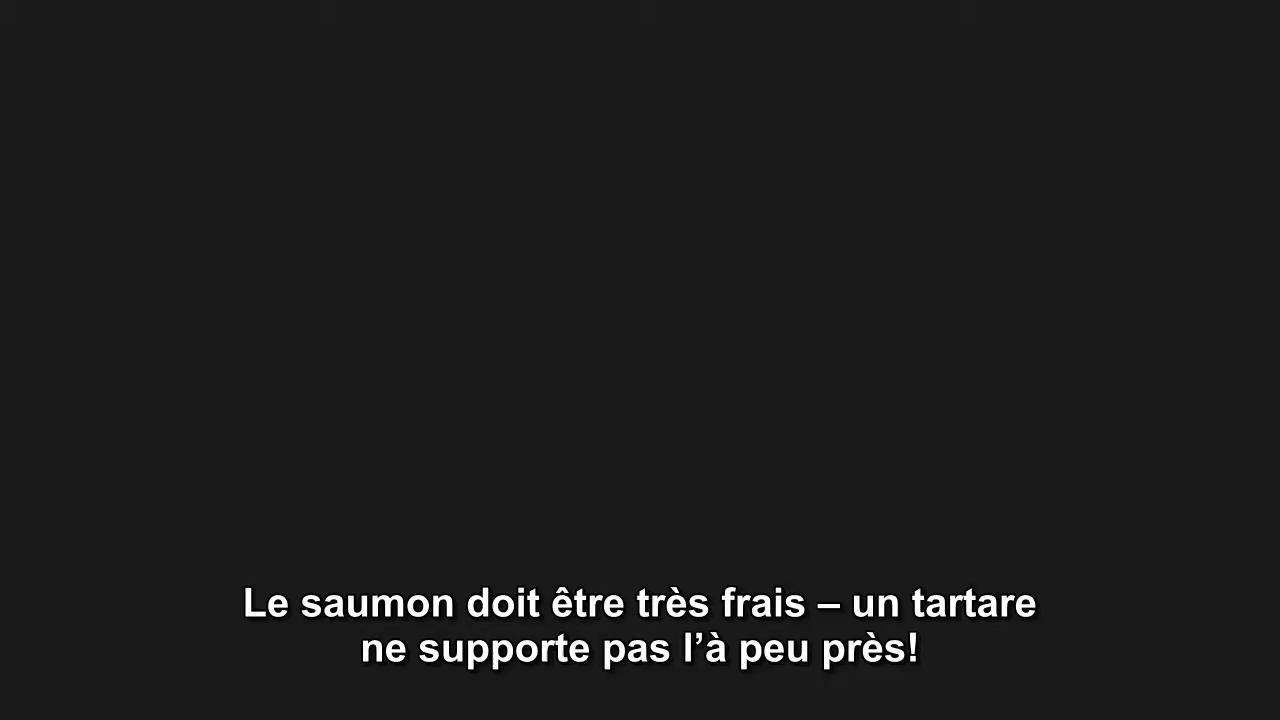 Le saumon doit être très frais – un tartare
ne supporte pas l’à peu près!